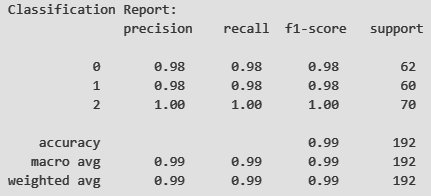 Classification Report:
precision recall f1-score support
0 0.98 0.98 0.98 62
1 0.98 0.98 0.98 60
2 1.00 1.00 1.00 70
accuracy 0.99 192
macro avg 0.99 0.99 0.99 192
weighted avg 0.99 0.99 0.99 192